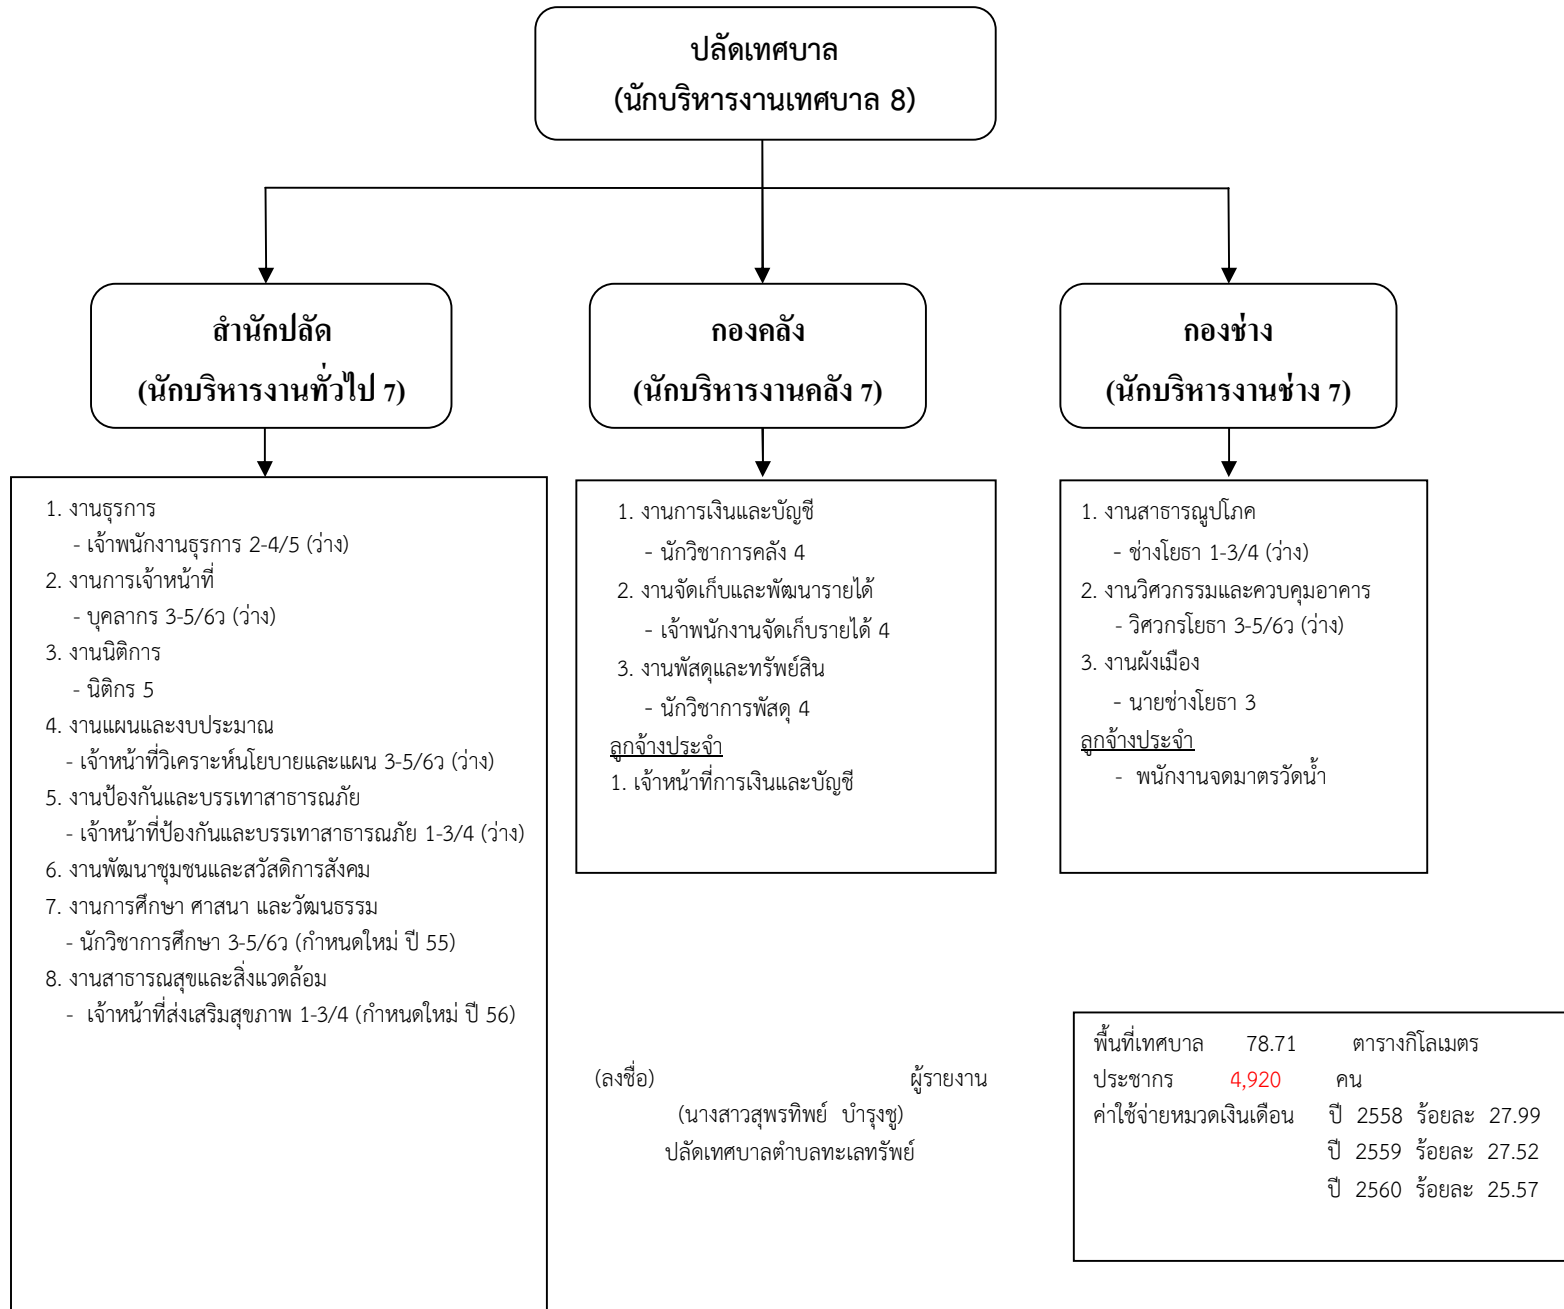 ปลัดเทศบาล
(นักบริหารงานเทศบาล 8)
สำนักปลัด
(นักบริหารงานทั่วไป 7)
กองคลัง
(นักบริหารงานคลัง 7)
กองช่าง
(นักบริหารงานช่าง 7)
1. งานธุรการ
- เจ้าพนักงานธุรการ 2-4/5 (ว่าง)
2. งานการเจ้าหน้าที่
- บุคลากร 3-5/6ว (ว่าง)
3. งานนิติการ
- นิติกร 5
4. งานแผนและงบประมาณ
- เจ้าหน้าที่วิเคราะห์นโยบายและแผน 3-5/6ว (ว่าง)
5. งานป้องกันและบรรเทาสาธารณภัย
- เจ้าหน้าที่ป้องกันและบรรเทาสาธารณภัย 1-3/4 (ว่าง)
6. งานพัฒนาชุมชนและสวัสดิการสังคม
7. งานการศึกษา ศาสนา และวัฒนธรรม
- นักวิชาการศึกษา 3-5/6ว (กำหนดใหม่ ปี 55)
8. งานสาธารณสุขและสิ่งแวดล้อม
- เจ้าหน้าที่ส่งเสริมสุขภาพ 1-3/4 (กำหนดใหม่ ปี 56)
1. งานการเงินและบัญชี
- นักวิชาการคลัง 4
2. งานจัดเก็บและพัฒนารายได้
- เจ้าพนักงานจัดเก็บรายได้ 4
3. งานพัสดุและทรัพย์สิน
- นักวิชาการพัสดุ 4
ลูกจ้างประจำ
1. เจ้าหน้าที่การเงินและบัญชี
1. งานสาธารณูปโภค
- ช่างโยธา 1-3/4 (ว่าง)
2. งานวิศวกรรมและควบคุมอาคาร
- วิศวกรโยธา 3-5/6ว (ว่าง)
3. งานผังเมือง
- นายช่างโยธา 3
ลูกจ้างประจำ
- พนักงานจดมาตรวัดน้ำ
(ลงชื่อ) ผู้รายงาน
(นางสาวสุพรทิพย์ บำรุงชู)
ปลัดเทศบาลตำบลทะเลทรัพย์
พื้นที่เทศบาล 78.71 ตารางกิโลเมตร
ประชากร 4,920 คน
ค่าใช้จ่ายหมวดเงินเดือน ปี 2558 ร้อยละ 27.99
ปี 2559 ร้อยละ 27.52
ปี 2560 ร้อยละ 25.57